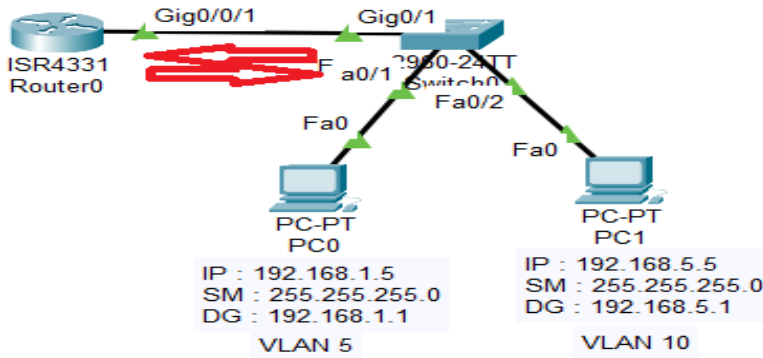 Gig0/0/1
Gig0/1
ISR4331
Router0
F a0/1
2960-24TT
Switch0
Fa0/2
Fa0
Fa0
PC-PT
PC0
PC-PT
PC1
IP : 192.168.1.5
SM : 255.255.255.0
DG : 192.168.1.1
VLAN 5
IP : 192.168.5.5
SM : 255.255.255.0
DG : 192.168.5.1
VLAN 10